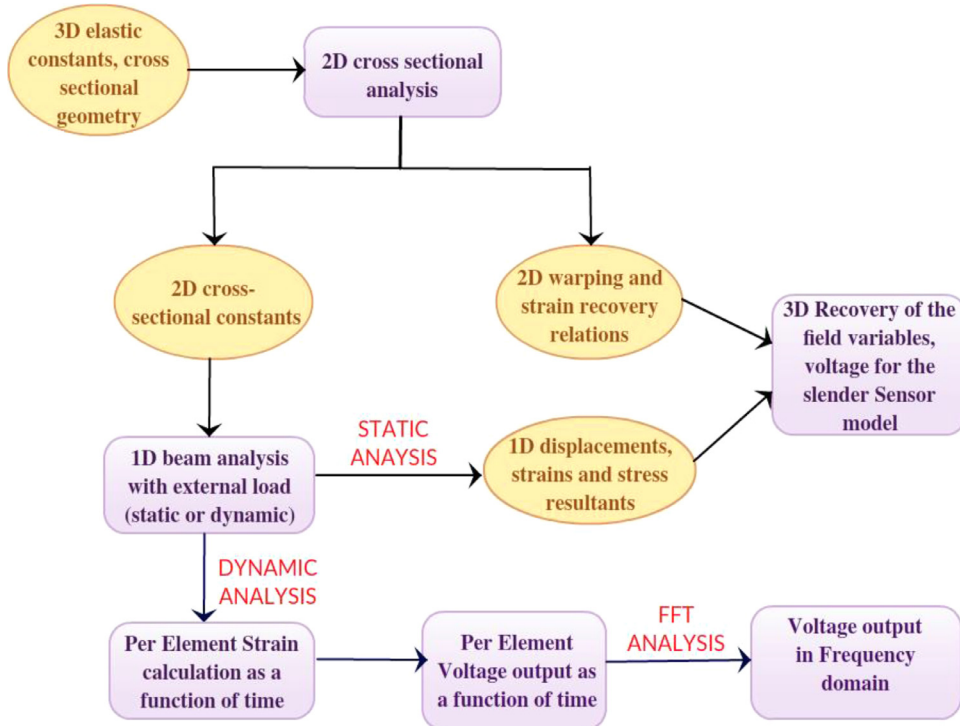 3D elastic
constants, cross
sectional
geometry
2D cross sectional
analysis
2D cross-
sectional constants
2D warping and
strain recovery
relations
3D Recovery of the
field variables,
voltage for the
slender Sensor
model
1D beam analysis
with external load
(static or dynamic)
STATIC
ANAYSIS
1D displacements,
strains and stress
resultants
DYNAMIC
ANALYSIS
Per Element Strain
calculation as a
function of time
Per Element
Voltage output as
a function of time
FFT
ANALYSIS
Voltage output
in Frequency
domain